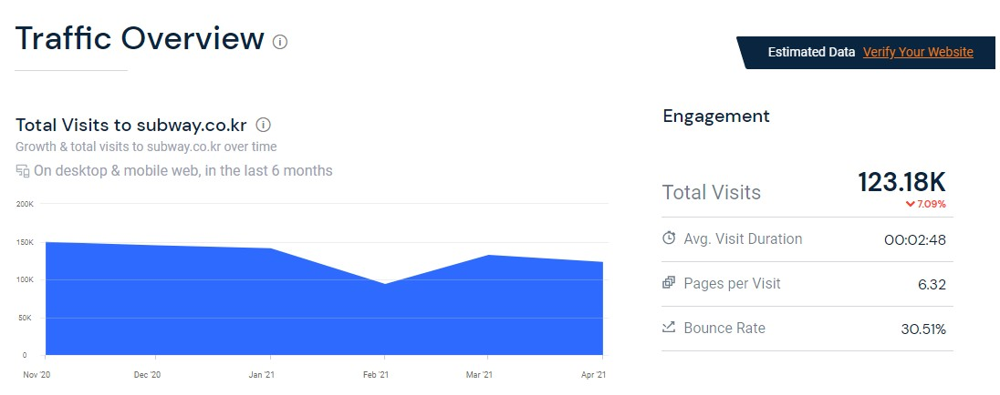 Traffic Overview
Estimated Data Verify Your Website
Total Visits to subway.co.kr
Growth & total visits to subway.co.kr over time
On desktop & mobile web, in the last 6 months
200K
150K
100K
50K
0
Nov '20 Dec '20 Jan '21 Feb '21 Mar '21 Apr '21
Engagement
Total Visits 123.18K
7.09%
Avg. Visit Duration 00:02:48
Pages per Visit 6.32
Bounce Rate 30.51%